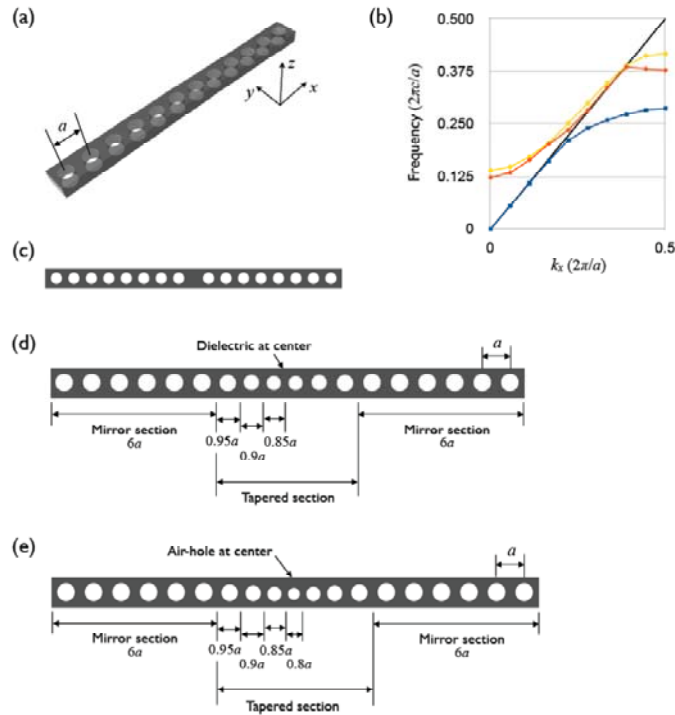 (a)
z
y
x
a
(b)
0.500
0.375
0.250
0.125
0
Frequency (2πc/a)
0
0.5
kx (2π/a)
(c)
(d)
Dielectric at center
a
Mirror section
6a
0.95a
0.9a
0.85a
Mirror section
6a
Tapered section
(e)
Air-hole at center
a
Mirror section
6a
0.95a
0.9a
0.85a
0.8a
Mirror section
6a
Tapered section